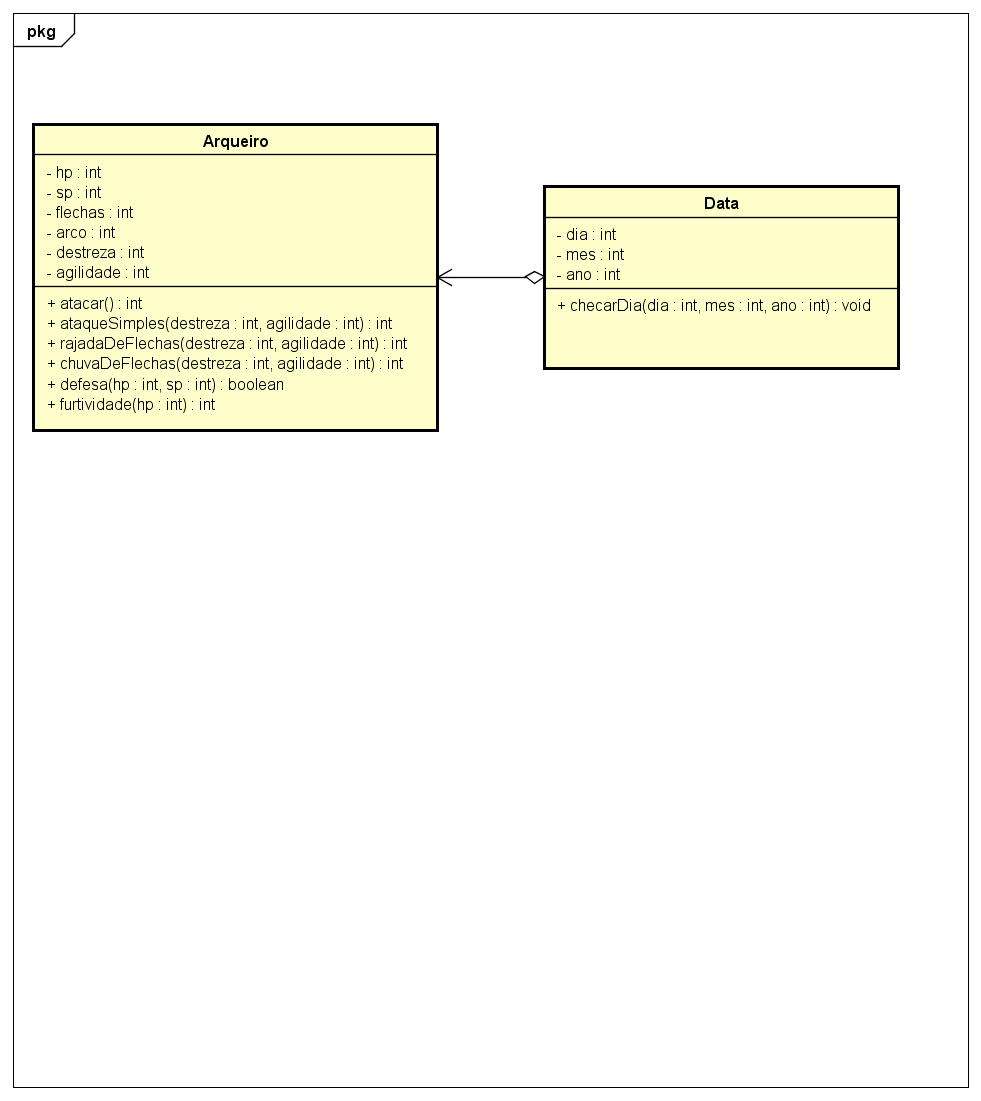 pkg
Arqueiro
- hp : int
- sp : int
- flechas : int
- arco : int
- destreza : int
- agilidade : int
+ atacar() : int
+ ataqueSimples(destreza : int, agilidade : int) : int
+ rajadaDeFlechas(destreza : int, agilidade : int) : int
+ chuvaDeFlechas(destreza : int, agilidade : int) : int
+ defesa(hp : int, sp : int) : boolean
+ furtividade(hp : int) : int
Data
- dia : int
- mes : int
- ano : int
+ checarDia(dia : int, mes : int, ano : int) : void